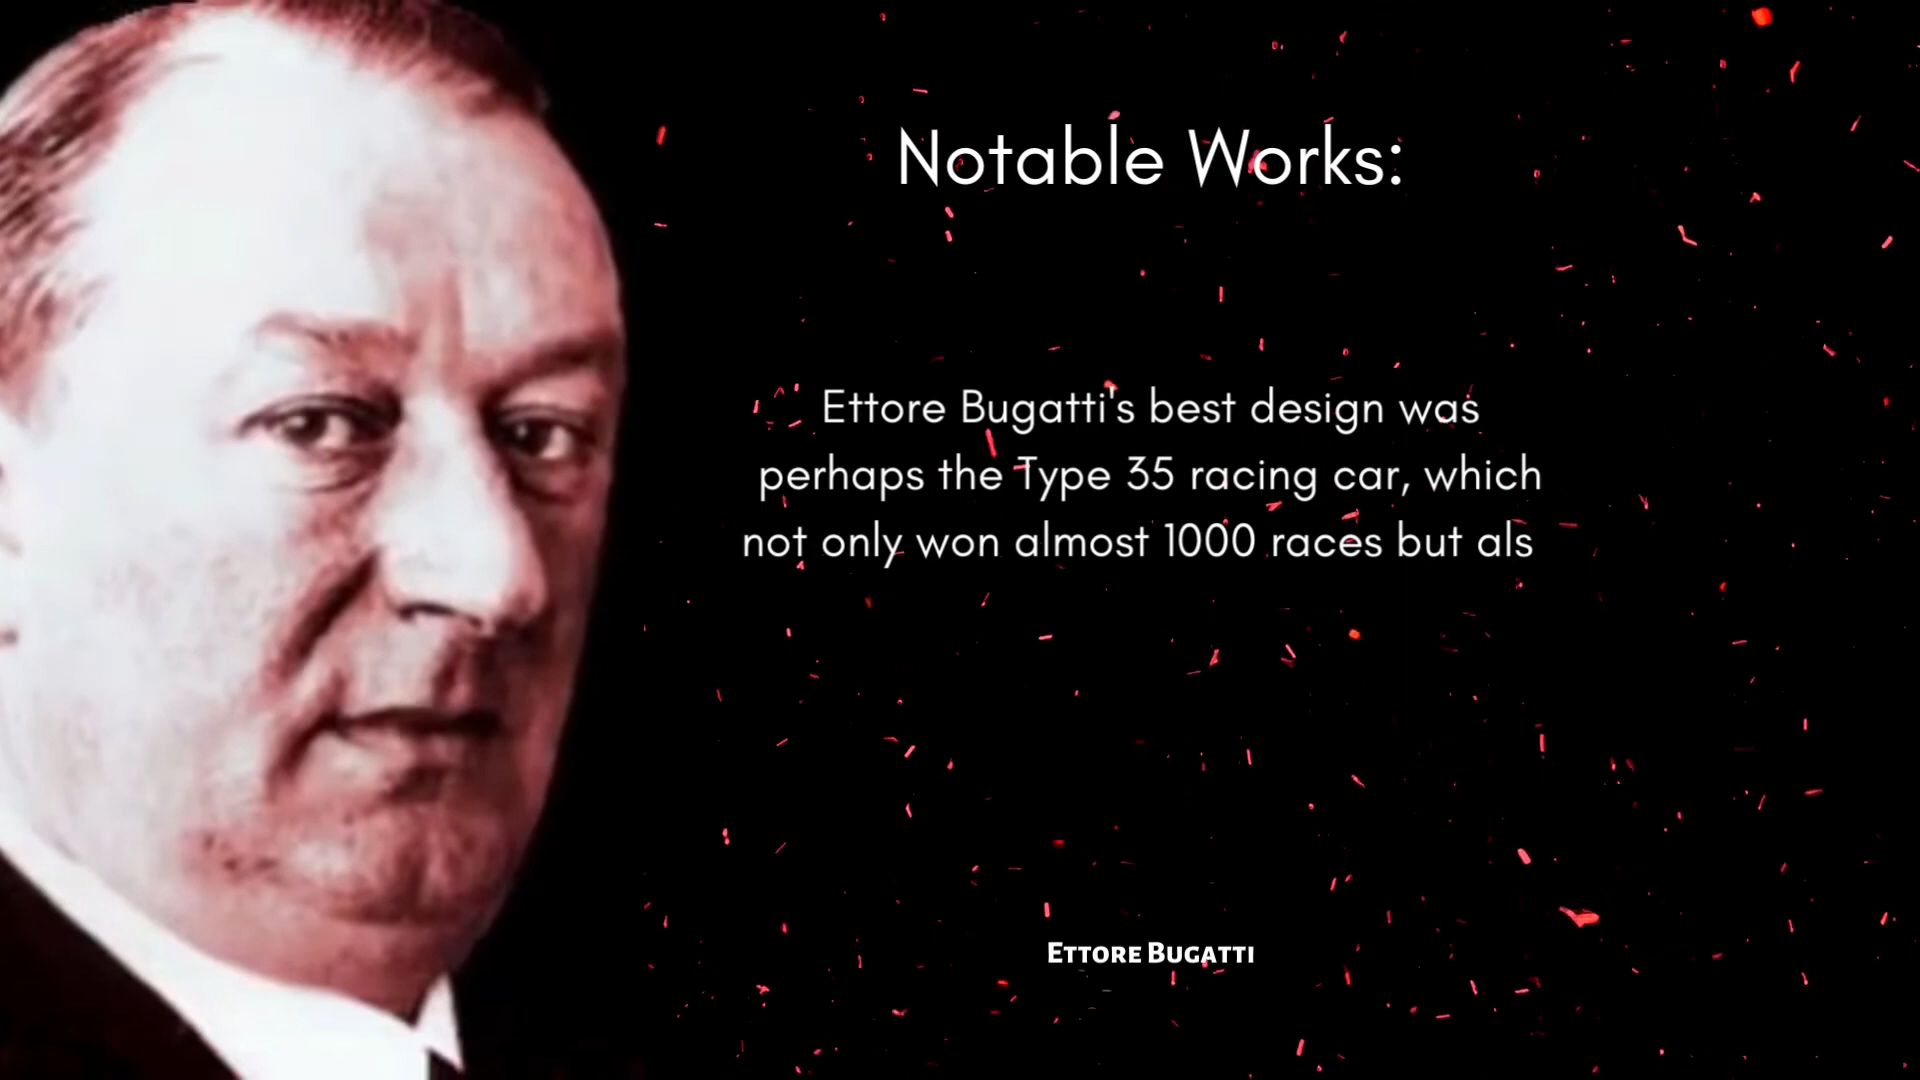 Notable Works:
Ettore Bugatti's best design was
perhaps the Type 35 racing car, which
not only won almost 1000 races but als
Ettore Bugatti